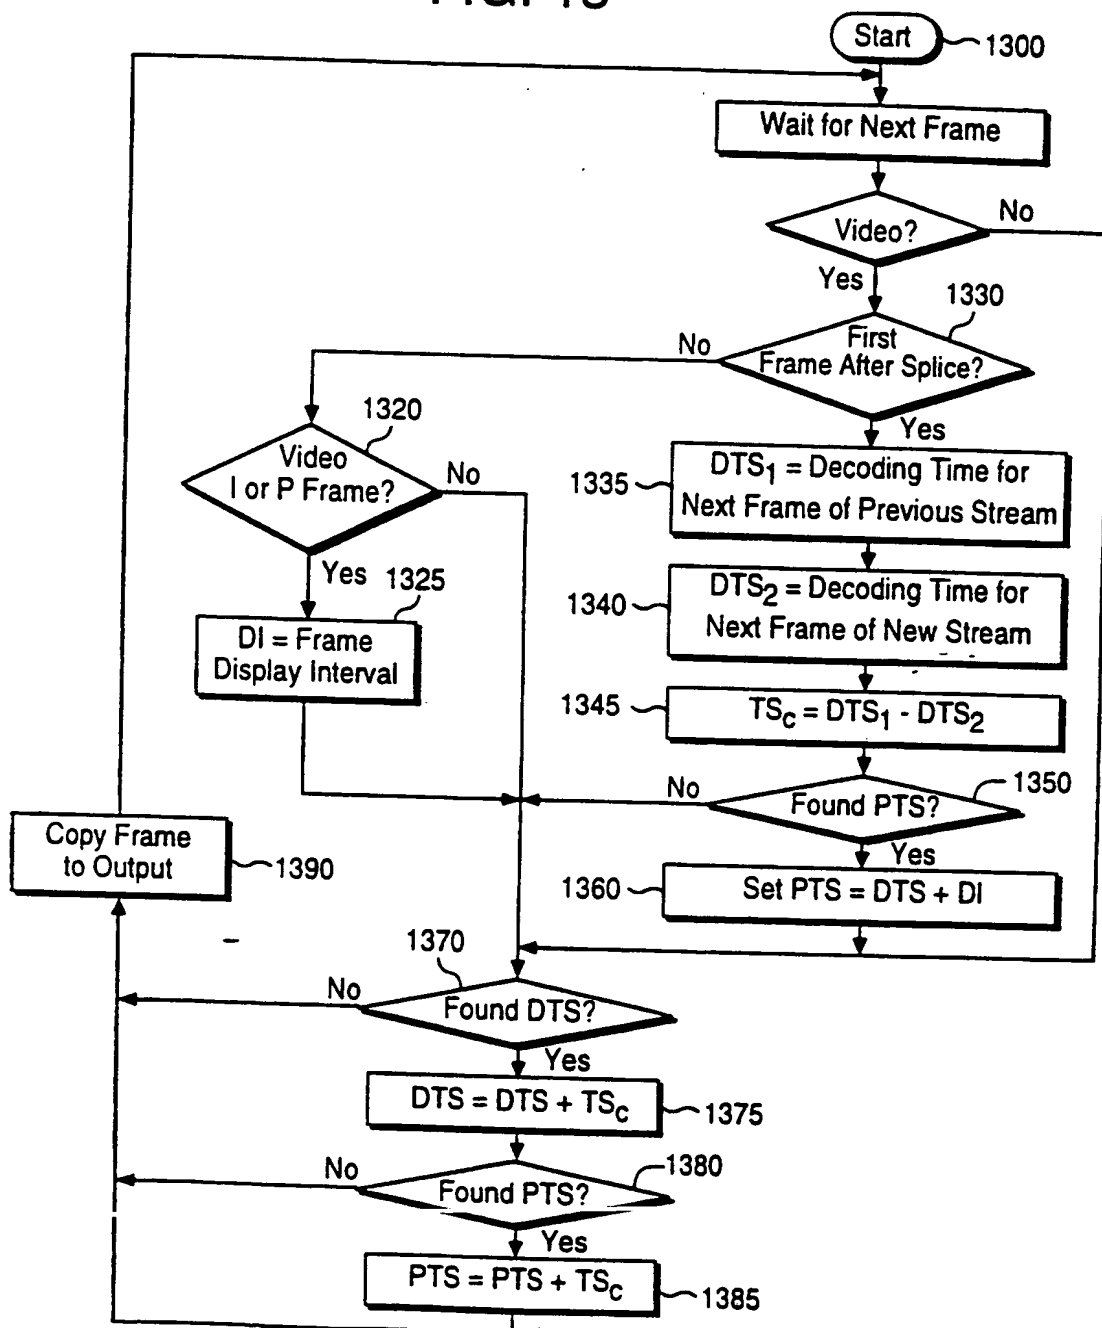 Start
1300
Wait for Next Frame
Video?
No
Yes
1330
First
Frame After Splice?
No
Yes
1320
Video
I or P Frame?
No
Yes
1325
DI = Frame
Display Interval
1335
DTS1 = Decoding Time for
Next Frame of Previous Stream
1340
DTS2 = Decoding Time for
Next Frame of New Stream
1345
TSC = DTS1 - DTS2
1350
Found PTS?
No
Yes
1360
Set PTS = DTS + DI
Copy Frame
to Output
1390
1370
Found DTS?
No
Yes
DTS = DTS + TSC
1375
1380
Found PTS?
No
Yes
PTS = PTS + TSC
1385